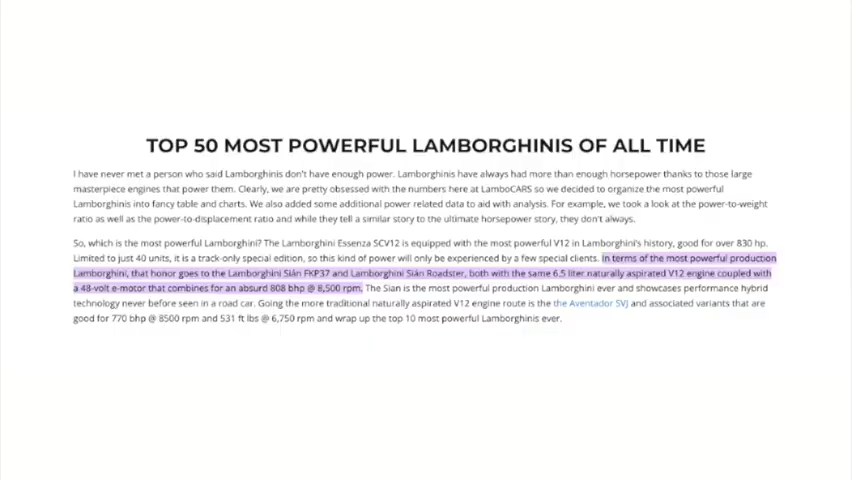 TOP 50 MOST POWERFUL LAMBORGHINIS OF ALL TIME
I have never met a person who said Lamborghinis don't have enough power. Lamborghinis have always had more than enough horsepower thanks to those large
masterpiece engines that power them. Clearly, we are pretty obsessed with the numbers here at LamboCARS so we decided to organize the most powerful
Lamborghinis into fancy table and charts. We also added some additional power related data to aid with analysis. For example, we took a look at the power-to-weight
ratio as well as the power-to-displacement ratio and while they tell a similar story to the ultimate horsepower story, they don't always.
So, which is the most powerful Lamborghini? The Lamborghini Essenza SCV12 is equipped with the most powerful V12 in Lamborghini's history, good for over 830 hp.
Limited to just 40 units, it is a track-only special edition, so this kind of power will only be experienced by a few special clients. In terms of the most powerful production
Lamborghini, that honor goes to the Lamborghini Sián FKP37 and Lamborghini Sián Roadster, both with the same 6.5 liter naturally aspirated V12 engine coupled with
a 48-volt e-motor that combines for an absurd 808 bhp @ 8,500 rpm. The Sian is the most powerful production Lamborghini ever and showcases performance hybrid
technology never before seen in a road car. Going the more traditional naturally aspirated V12 engine route is the the Aventador SVJ and associated variants that are
good for 770 bhp @ 8500 rpm and 531 ft lbs @ 6,750 rpm and wrap up the top 10 most powerful Lamborghinis ever.